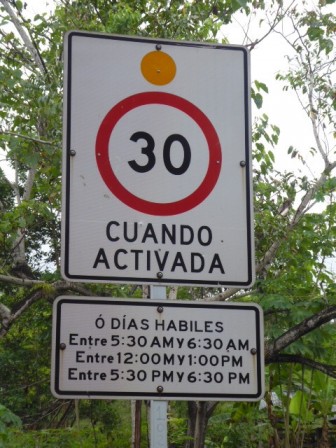 30
CUANDO
ACTIVADA
Ó DÍAS HABILES
Entre 5:30 AM y 6:30 AM
Entre 12:00 M y 1:00 PM
Entre 5:30 PM y 6:30 PM